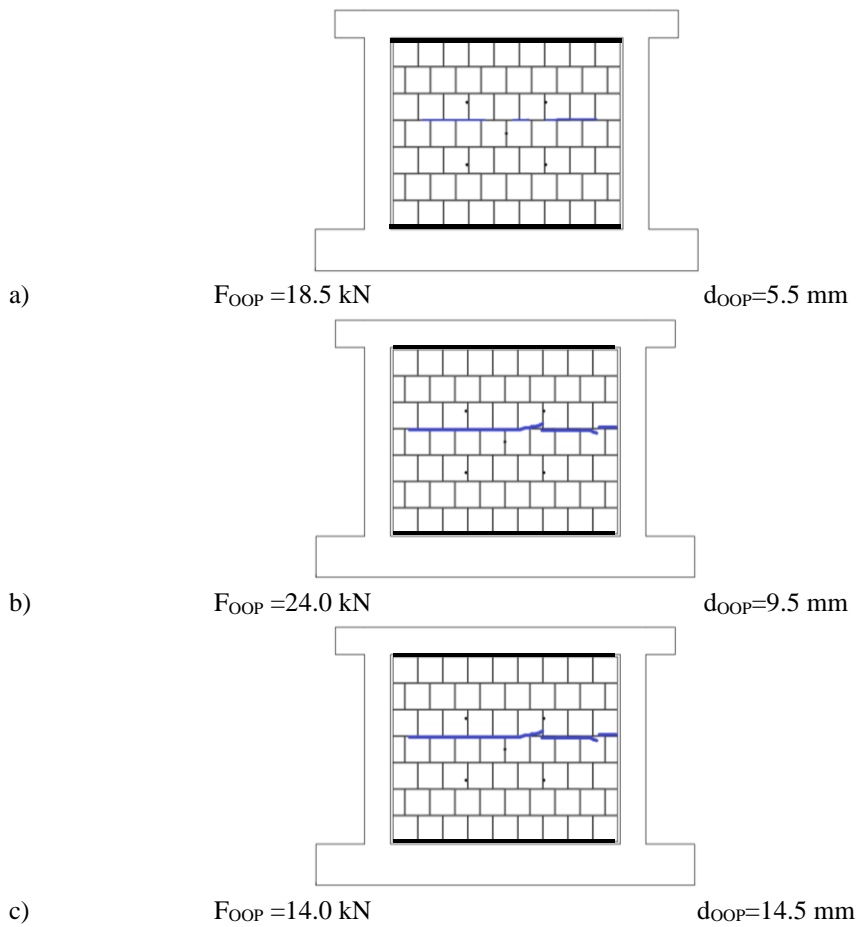 a) F_OOP =18.5 kN d_OOP=5.5 mm
b) F_OOP =24.0 kN d_OOP=9.5 mm
c) F_OOP =14.0 kN d_OOP=14.5 mm